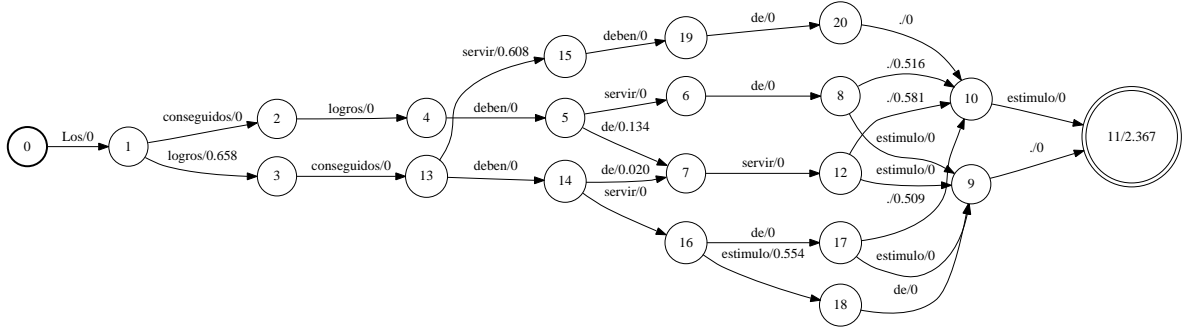 0
Los/0
1
conseguidos/0
logros/0.658
2
3
logros/0
conseguidos/0
4
13
servir/0.608
deben/0
deben/0
15
5
14
deben/0
servir/0
de/0.134
de/0.020
servir/0
19
6
7
16
de/0
de/0
servir/0
de/0
estimulo/0.554
20
8
12
17
18
./0
./0.516
./0.581
estimulo/0
estimulo/0
./0.509
estimulo/0
de/0
10
9
estimulo/0
./0
11/2.367